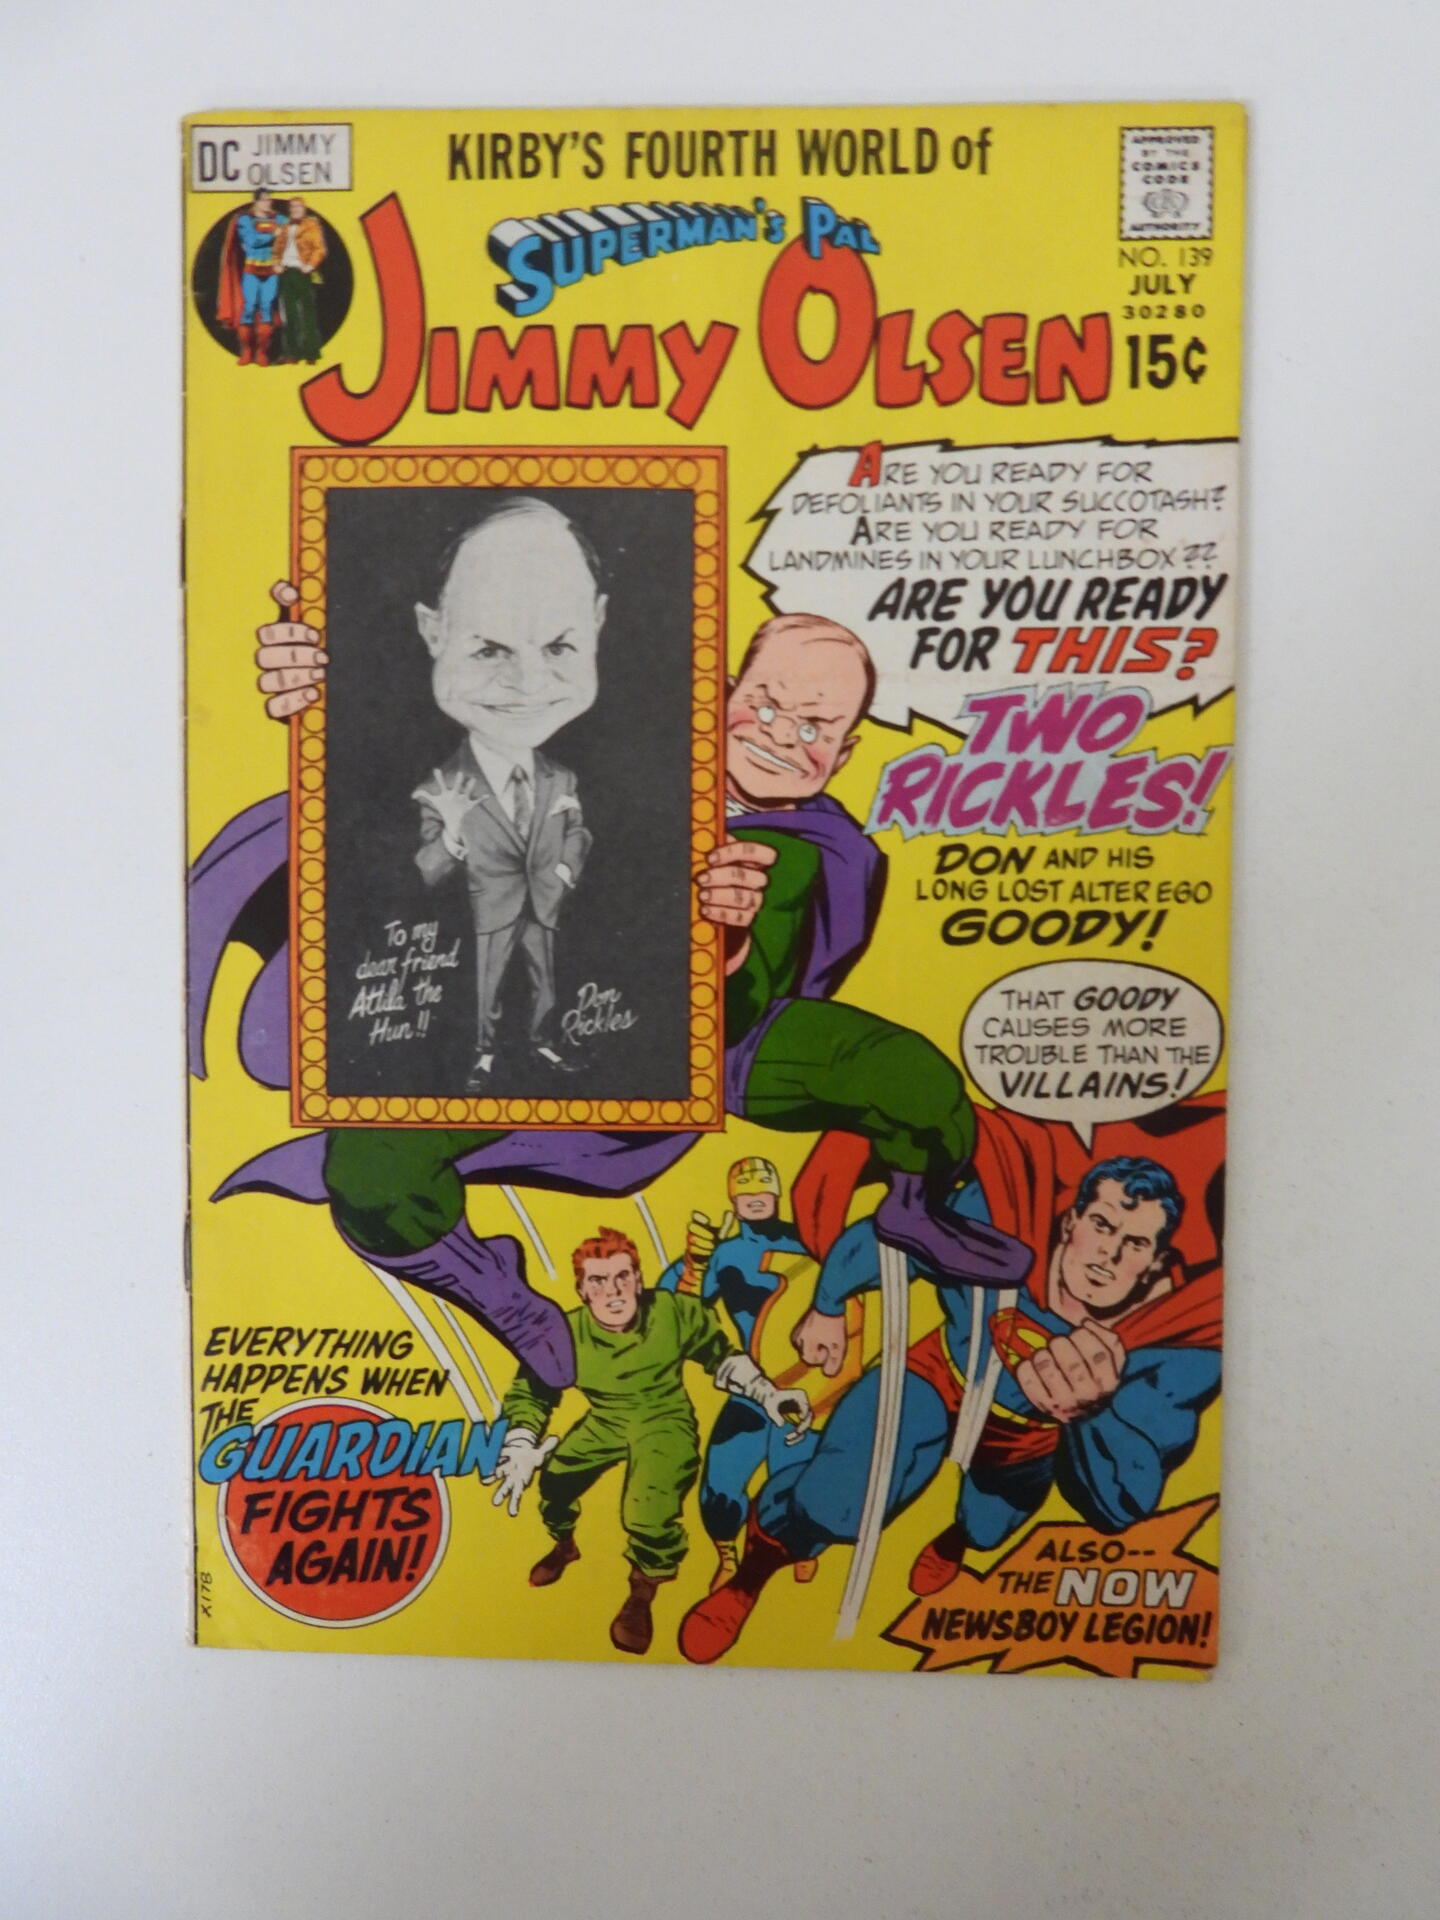 DC JIMMY
OLSEN
KIRBY'S FOURTH WORLD of
SUPERMAN'S PAL
JIMMY OLSEN
APPROVED
BY THE
COMICS
CODE
AUTHORITY
NO. 139
JULY
30280
15¢
ARE YOU READY FOR
DEFOLIANTS IN YOUR SUCCOTASH?
ARE YOU READY FOR
LANDMINES IN YOUR LUNCHBOX??
ARE YOU READY
FOR THIS?
TWO
RICKLES!
DON AND HIS
LONG LOST ALTER EGO
GOODY!
To my
dear friend
Attila the
Hun!!
Don
Rickles
THAT GOODY
CAUSES MORE
TROUBLE THAN THE
VILLAINS!
EVERYTHING
HAPPENS WHEN
THE
GUARDIAN
FIGHTS
AGAIN!
ALSO--
THE NOW
NEWSBOY LEGION!
X178